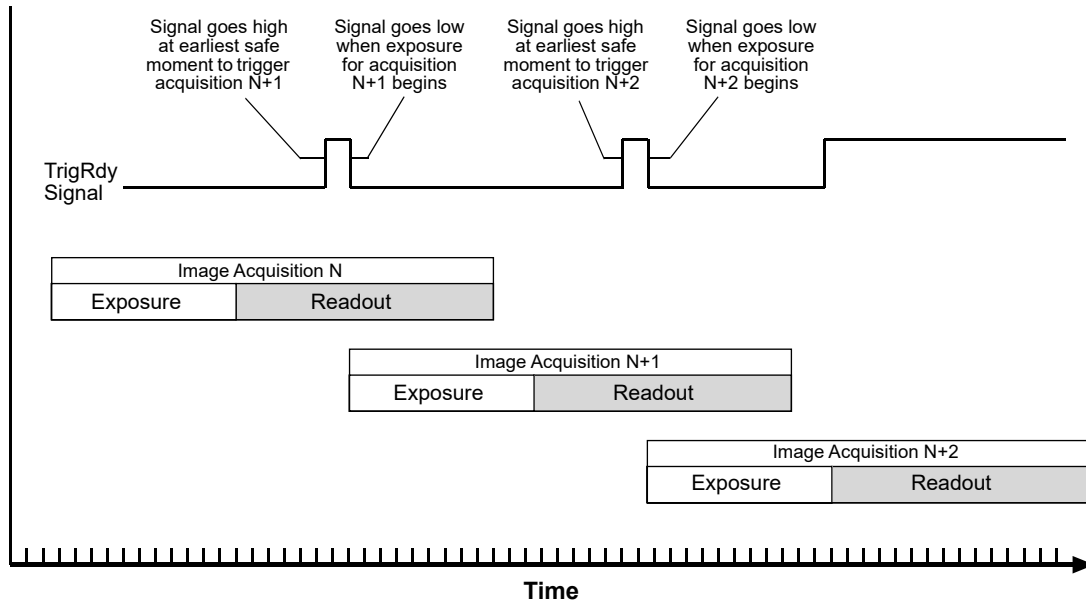 Signal goes high
at earliest safe
moment to trigger
acquisition N+1
Signal goes low
when exposure
for acquisition
N+1 begins
Signal goes high
at earliest safe
moment to trigger
acquisition N+2
Signal goes low
when exposure
for acquisition
N+2 begins
TrigRdy
Signal
Image Acquisition N
Exposure
Readout
Image Acquisition N+1
Exposure
Readout
Image Acquisition N+2
Exposure
Readout
Time